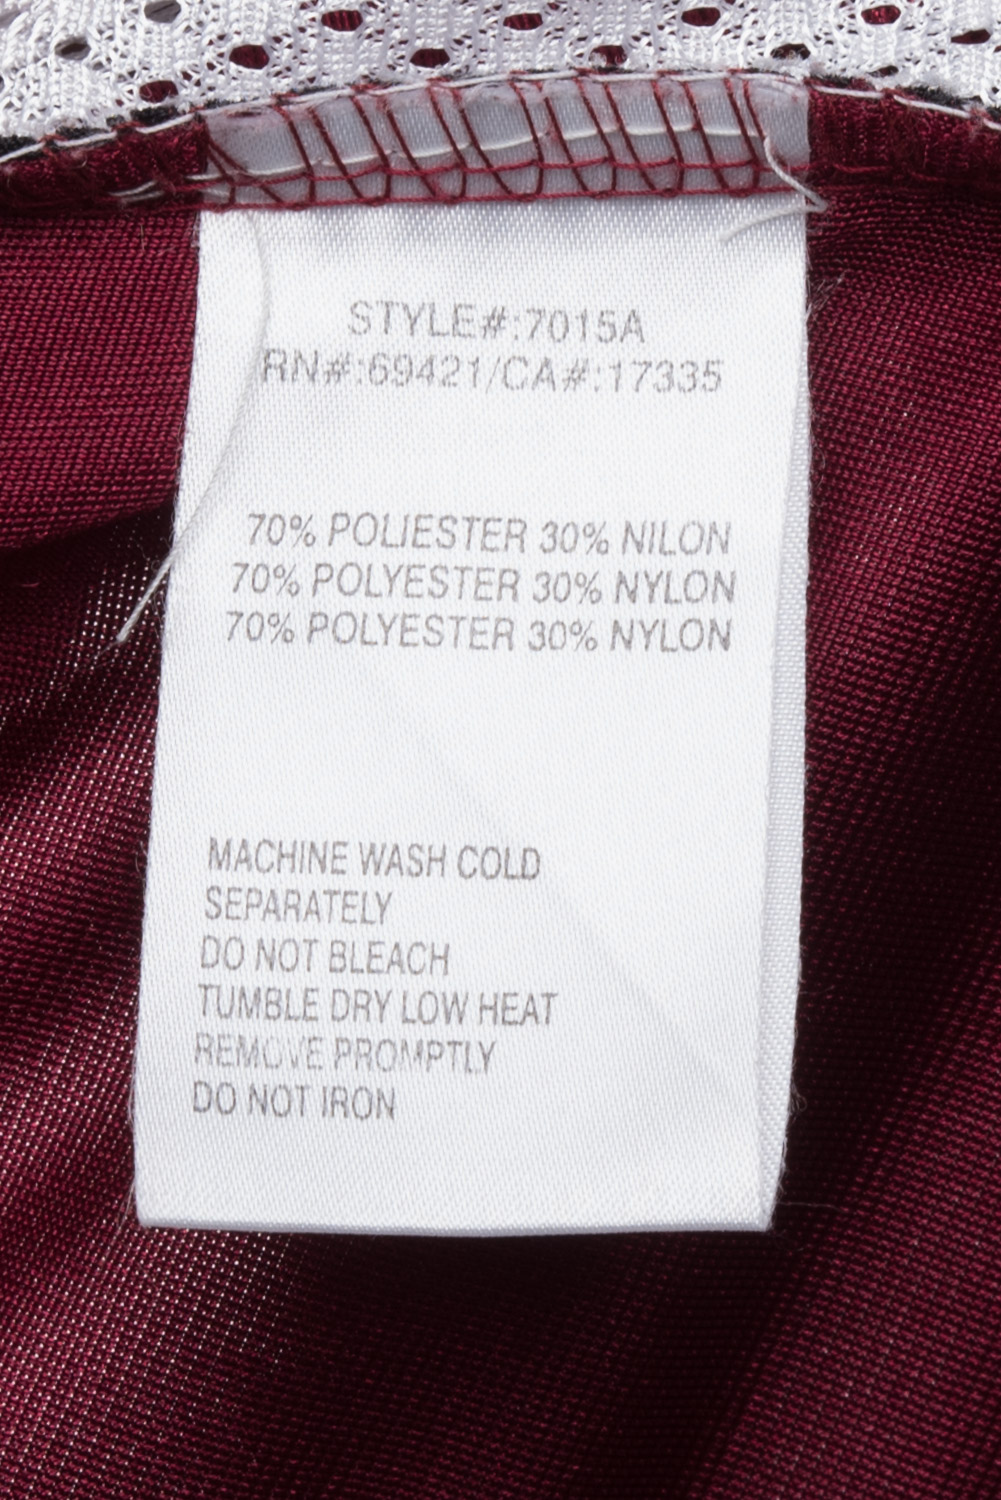 STYLE#:7015A
RN#:69421/CA#:17335
70% POLIESTER 30% NILON
70% POLYESTER 30% NYLON
70% POLYESTER 30% NYLON
MACHINE WASH COLD
SEPARATELY
DO NOT BLEACH
TUMBLE DRY LOW HEAT
REMOVE PROMPTLY
DO NOT IRON